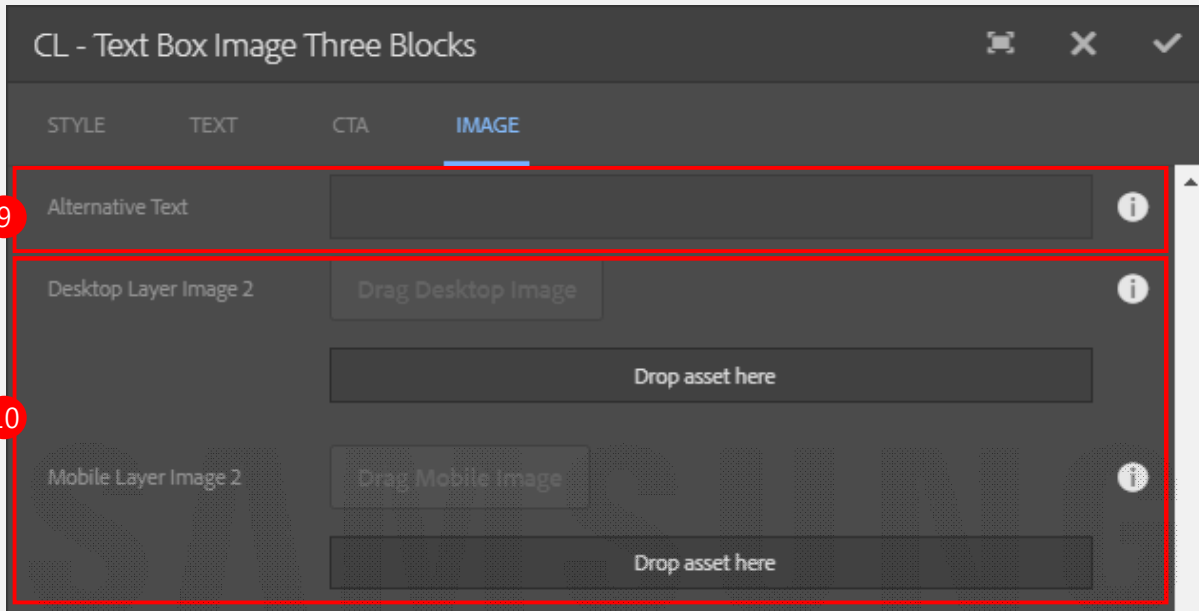 CL - Text Box Image Three Blocks
STYLE TEXT CTA IMAGE
9
Alternative Text
Desktop Layer Image 2 Drag Desktop Image
Drop asset here
10
Mobile Layer Image 2 Drag Mobile Image
Drop asset here
SAMSUNG